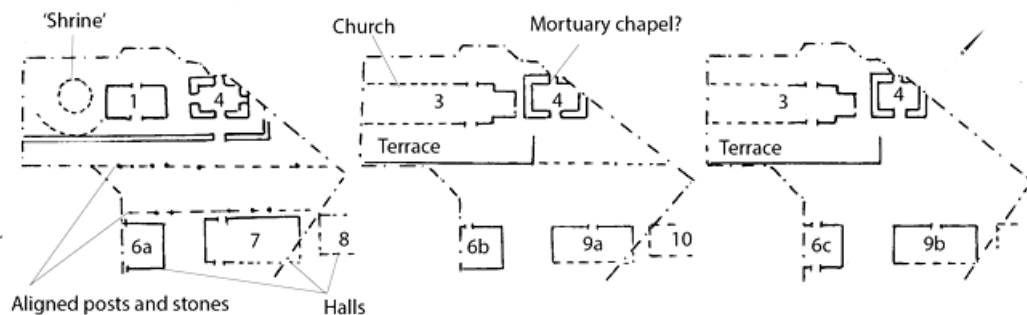 'Shrine'
Church
Mortuary chapel?
1
4
3
4
3
4
Terrace
Terrace
6a
7
8
6b
9a
10
6c
9b
Aligned posts and stones
Halls